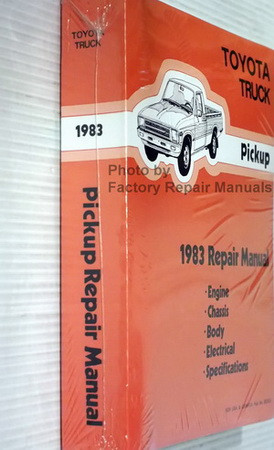 TOYOTA
TRUCK
1983
Pickup Repair Manual
TOYOTA
TRUCK
Pickup
Photo by
Factory Repair Manuals
1983 Repair Manual
·Engine
·Chassis
·Body
·Electrical
·Specifications